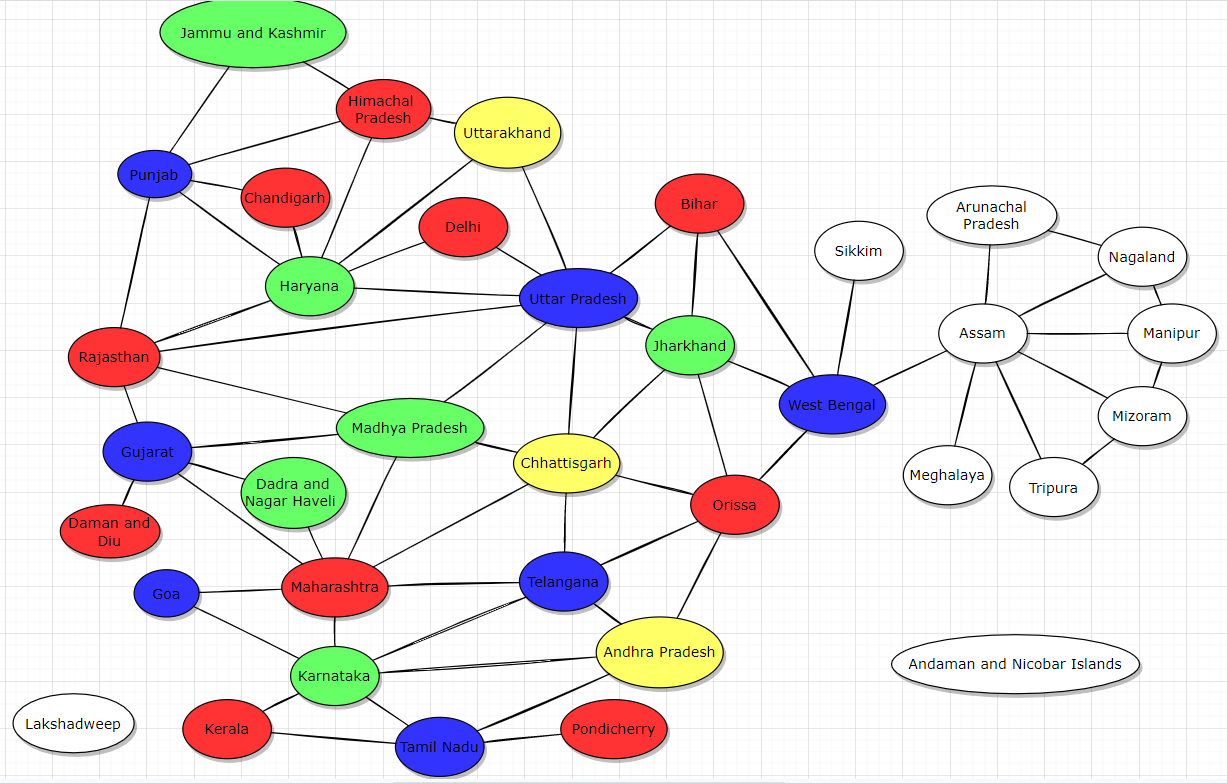 Jammu and Kashmir
Himachal
Pradesh
Uttarakhand
Punjab
Chandigarh
Bihar
Delhi
Arunachal
Pradesh
Sikkim
Nagaland
Haryana
Uttar Pradesh
Rajasthan
Jharkhand
Assam
Manipur
West Bengal
Mizoram
Madhya Pradesh
Gujarat
Chhattisgarh
Meghalaya
Tripura
Dadra and
Nagar Haveli
Orissa
Daman and
Diu
Maharashtra
Telangana
Goa
Andhra Pradesh
Andaman and Nicobar Islands
Karnataka
Lakshadweep
Kerala
Pondicherry
Tamil Nadu